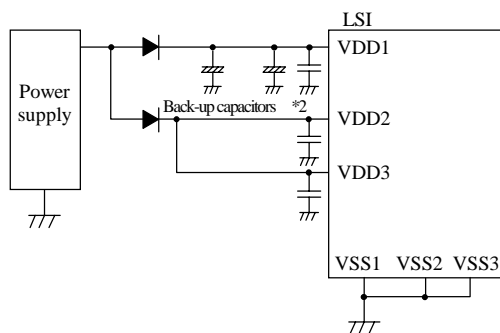 LSI
VDD1
Power
supply
Back-up capacitors *2
VDD2
VDD3
VSS1 VSS2 VSS3